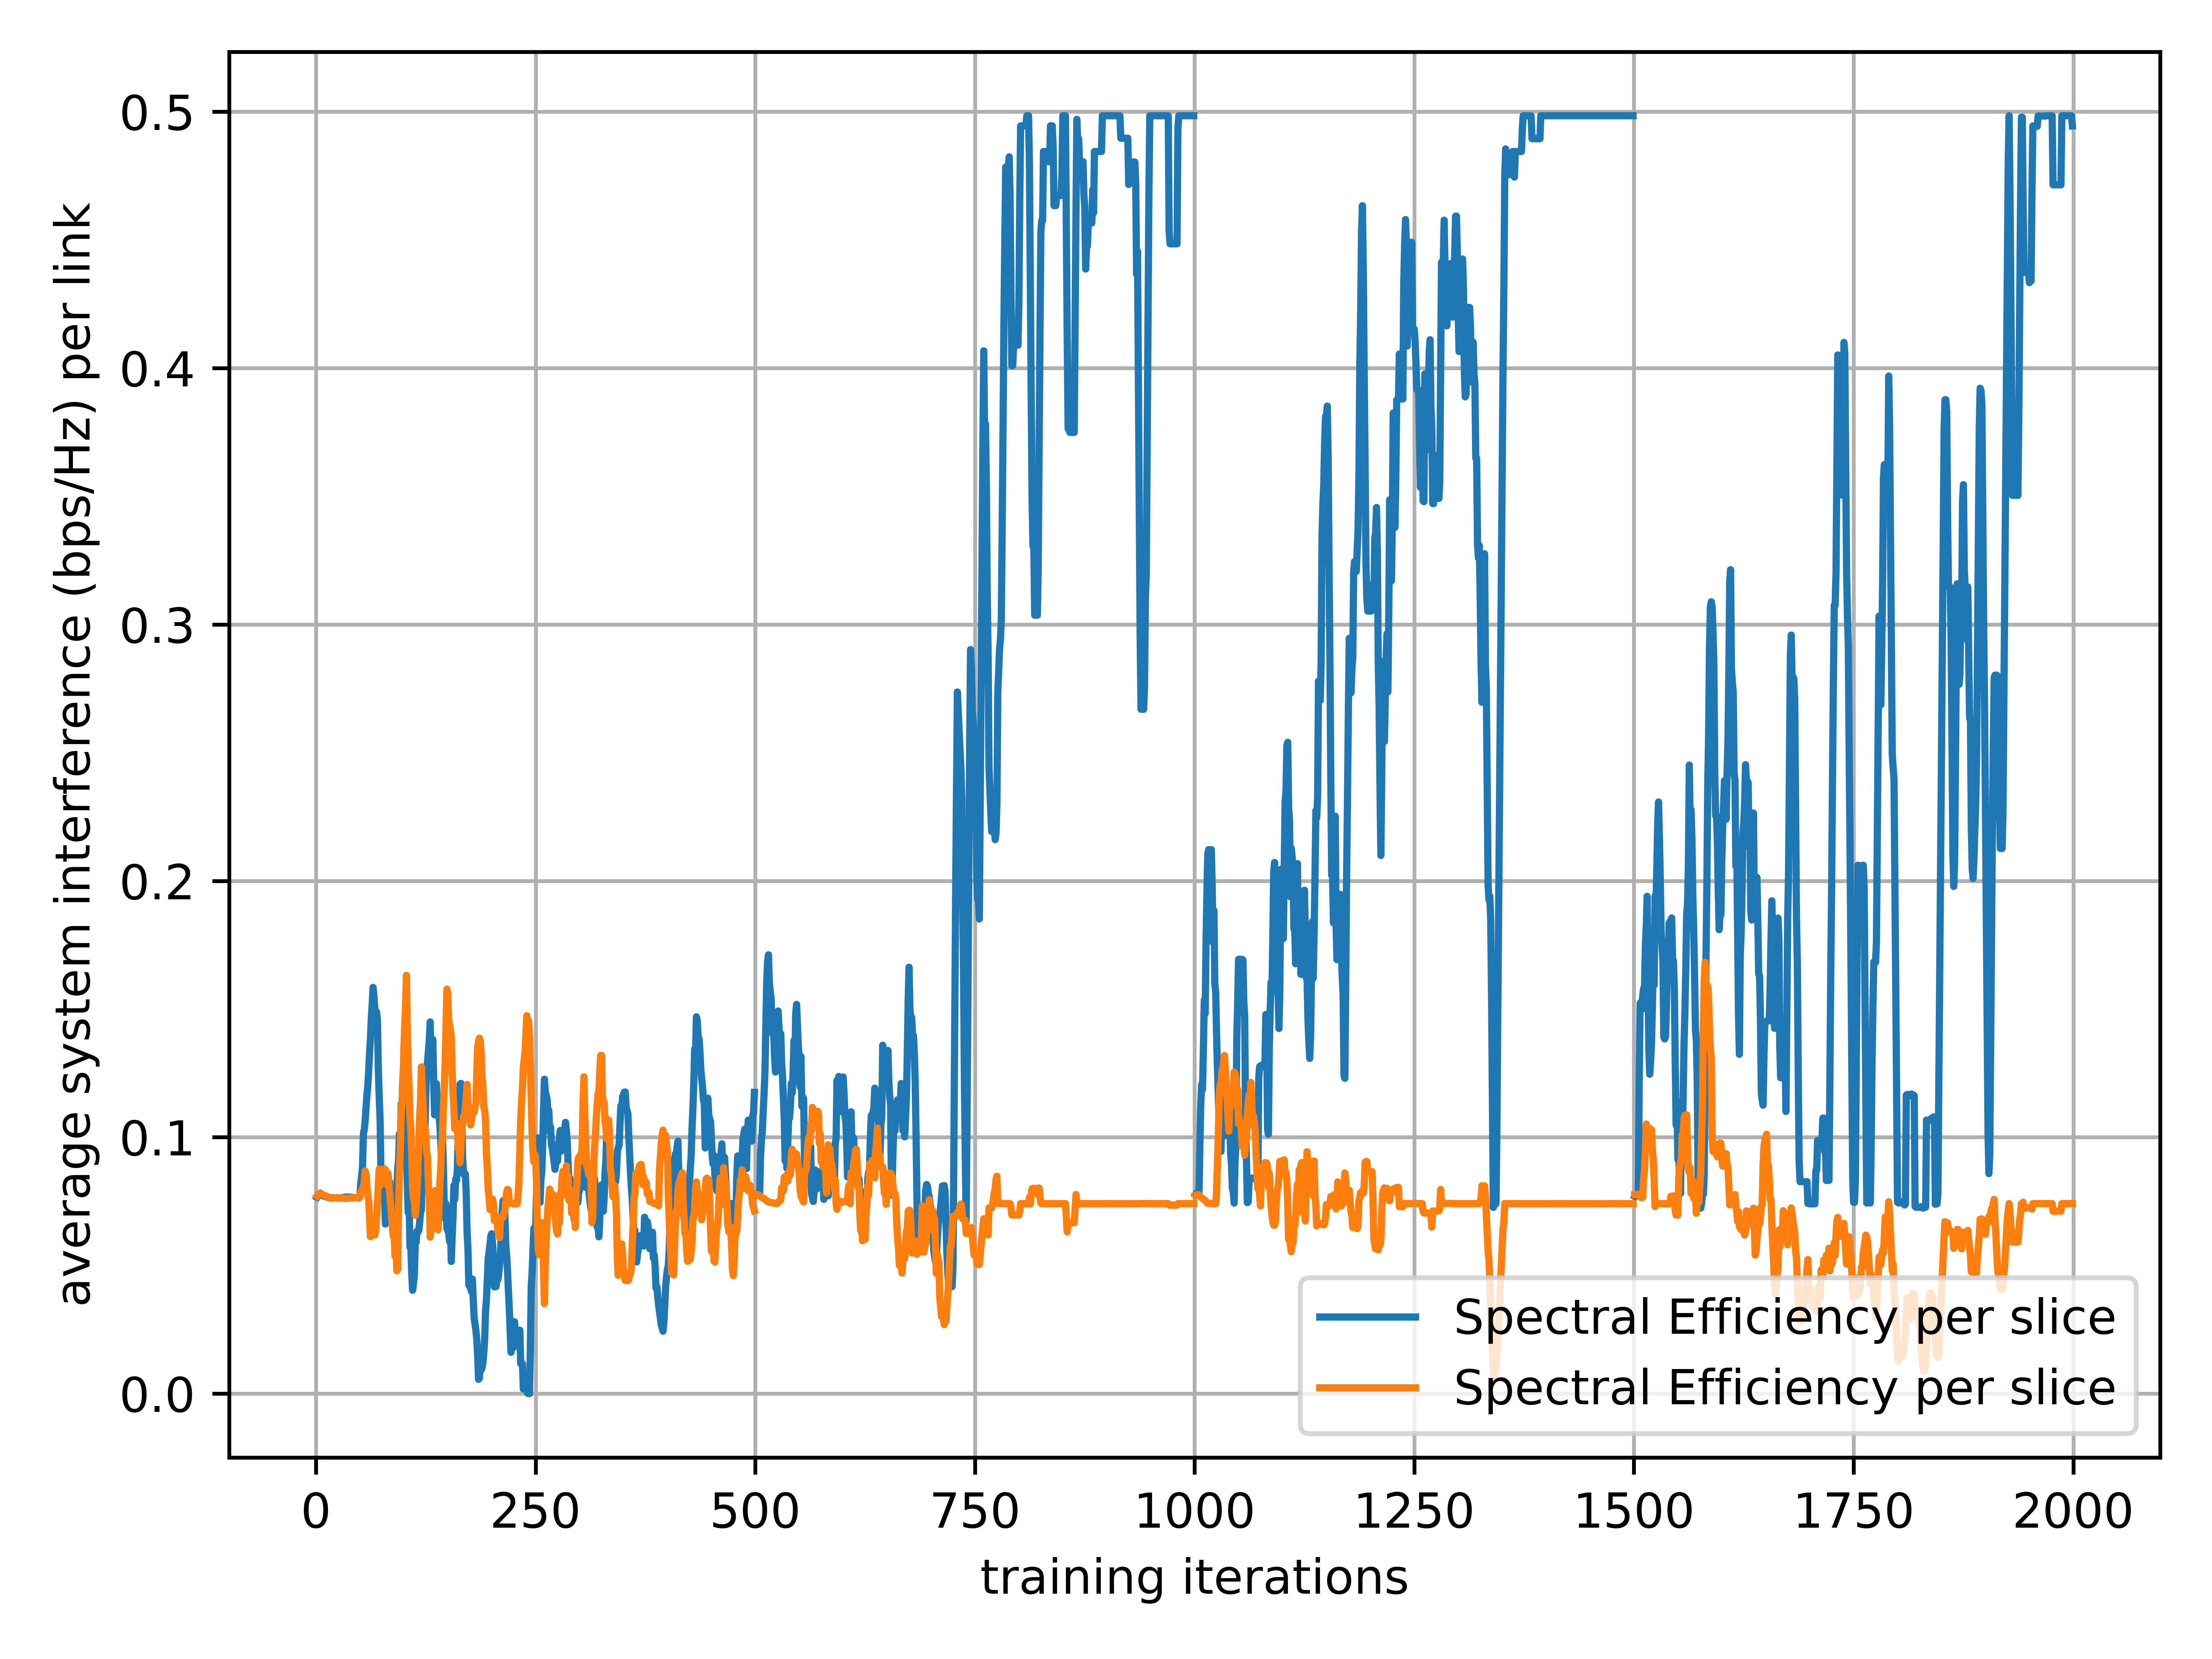 0.5
0.4
0.3
0.2
0.1
0.0
average system interference (bps/Hz) per link
Spectral Efficiency per slice
Spectral Efficiency per slice
0 250 500 750 1000 1250 1500 1750 2000
training iterations